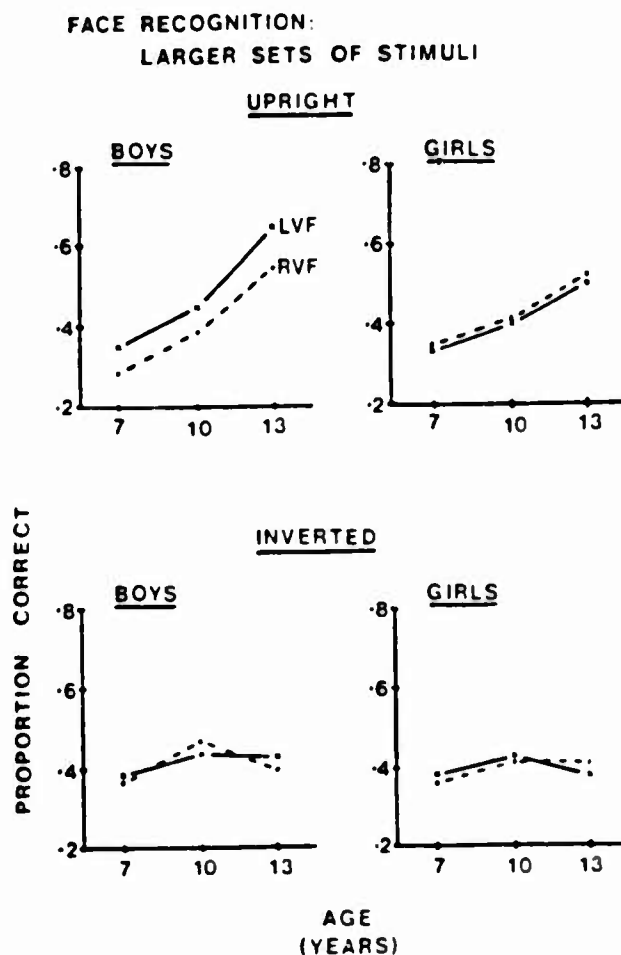 FACE RECOGNITION:
LARGER SETS OF STIMULI
UPRIGHT
BOYS
GIRLS
.8
.6
.4
.2
LVF
RVF
7 10 13
.8
.6
.4
.2
7 10 13
PROPORTION CORRECT
INVERTED
BOYS
GIRLS
.8
.6
.4
.2
7 10 13
.8
.6
.4
.2
7 10 13
AGE
(YEARS)